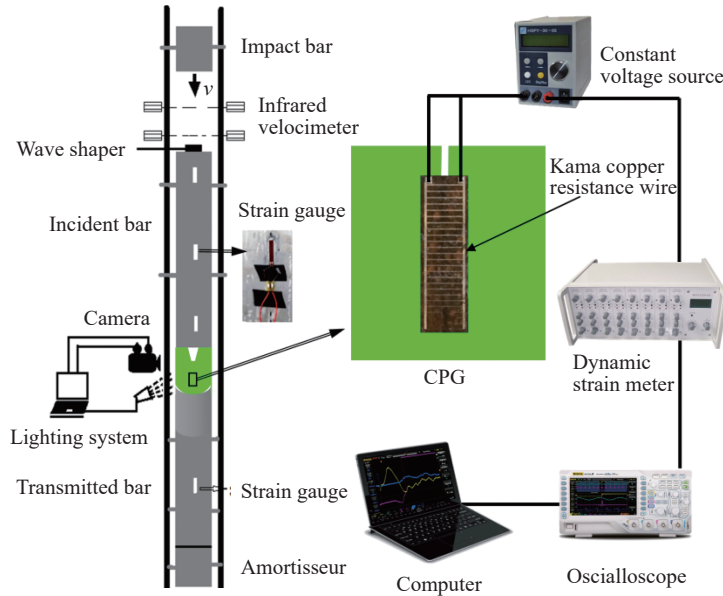 Impact bar
v
Infrared
velocimeter
Wave shaper
Incident bar
Strain gauge
Camera
Lighting system
Transmitted bar
Strain gauge
Amortisseur
Constant
voltage source
Kama copper
resistance wire
CPG
Dynamic
strain meter
Computer
Oscialloscope